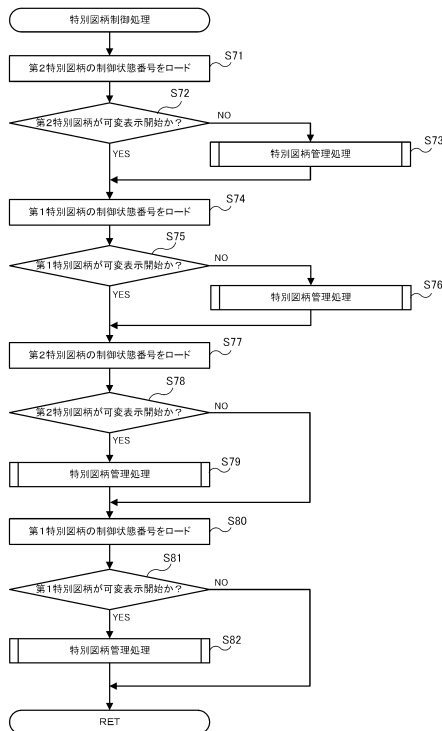 特別図柄制御処理
第2特別図柄の制御状態番号をロード
S71
第2特別図柄が可変表示開始か?
S72
NO
YES
特別図柄管理処理
S73
第1特別図柄の制御状態番号をロード
S74
第1特別図柄が可変表示開始か?
S75
NO
YES
特別図柄管理処理
S76
第2特別図柄の制御状態番号をロード
S77
第2特別図柄が可変表示開始か?
S78
NO
YES
特別図柄管理処理
S79
第1特別図柄の制御状態番号をロード
S80
第1特別図柄が可変表示開始か?
S81
NO
YES
特別図柄管理処理
S82
RET